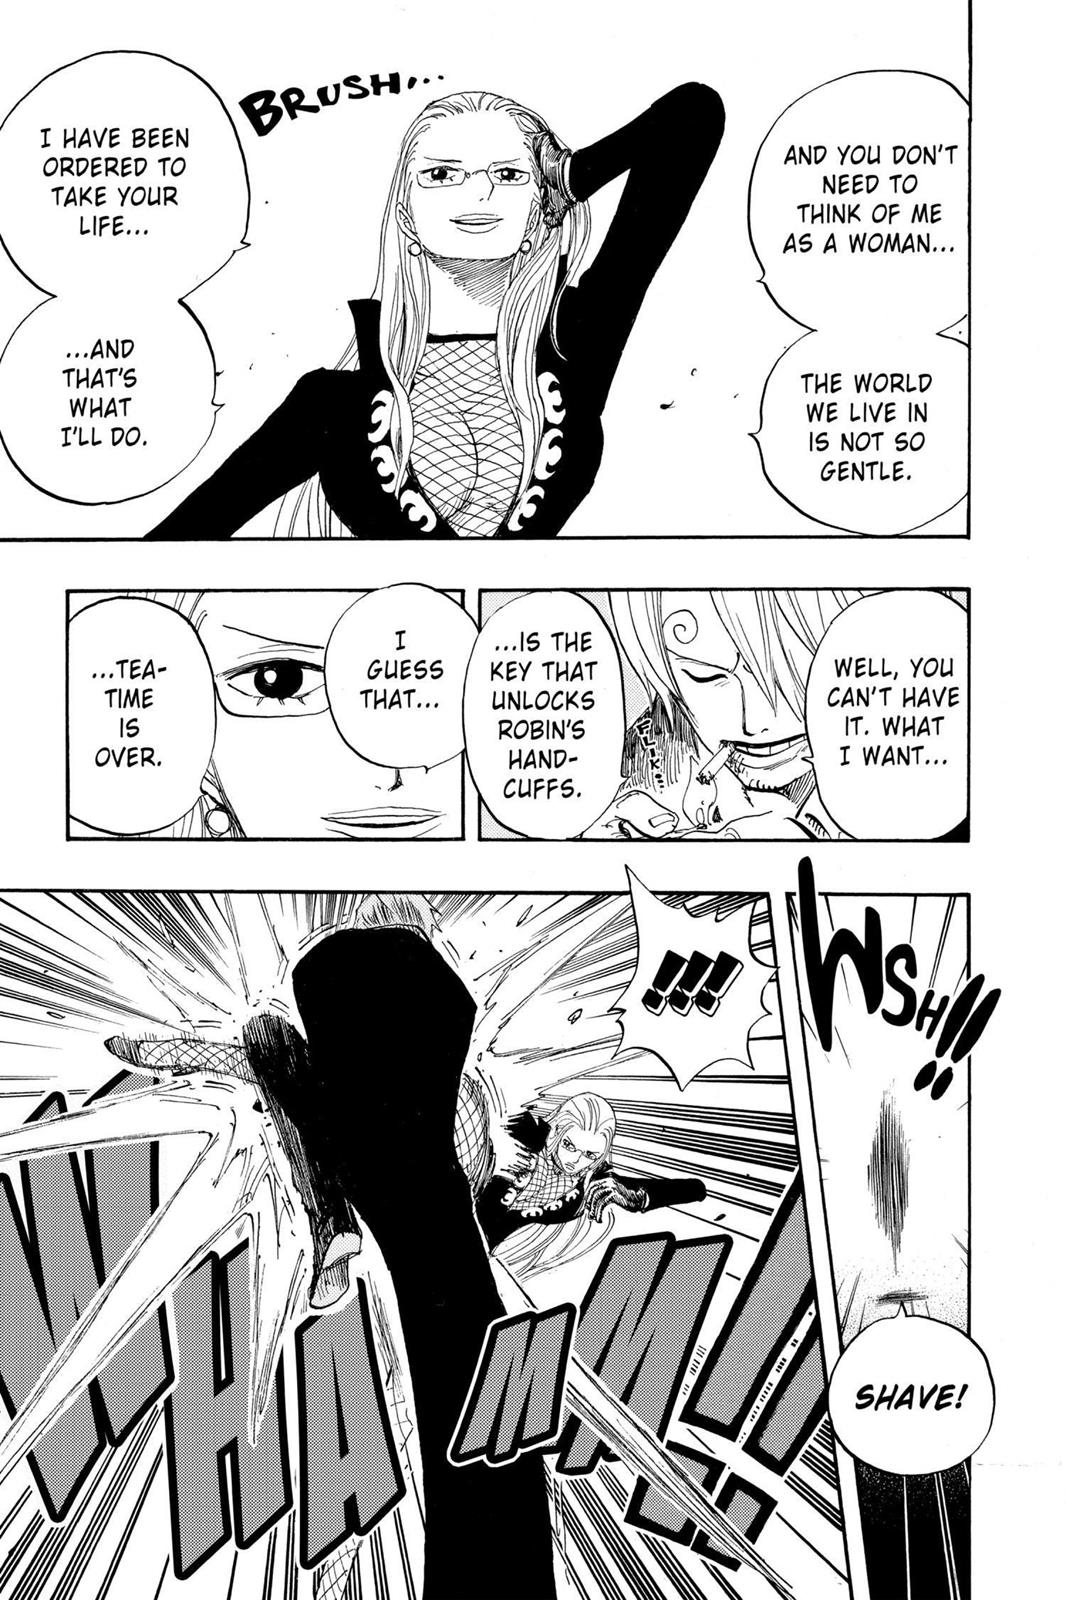 AND YOU DON'T
NEED TO
THINK OF ME
AS A WOMAN...
THE WORLD
WE LIVE IN
IS NOT SO
GENTLE.
BRUSH...
I HAVE BEEN
ORDERED TO
TAKE YOUR
LIFE...
...AND
THAT'S
WHAT
I'LL DO.
WELL, YOU
CAN'T HAVE
IT. WHAT
I WANT...
FLIK...
...IS THE
KEY THAT
UNLOCKS
ROBIN'S
HAND-
CUFFS.
I
GUESS
THAT...
...TEA-
TIME
IS
OVER.
WSH!!
SHAVE!
!!!
WHAMM!!